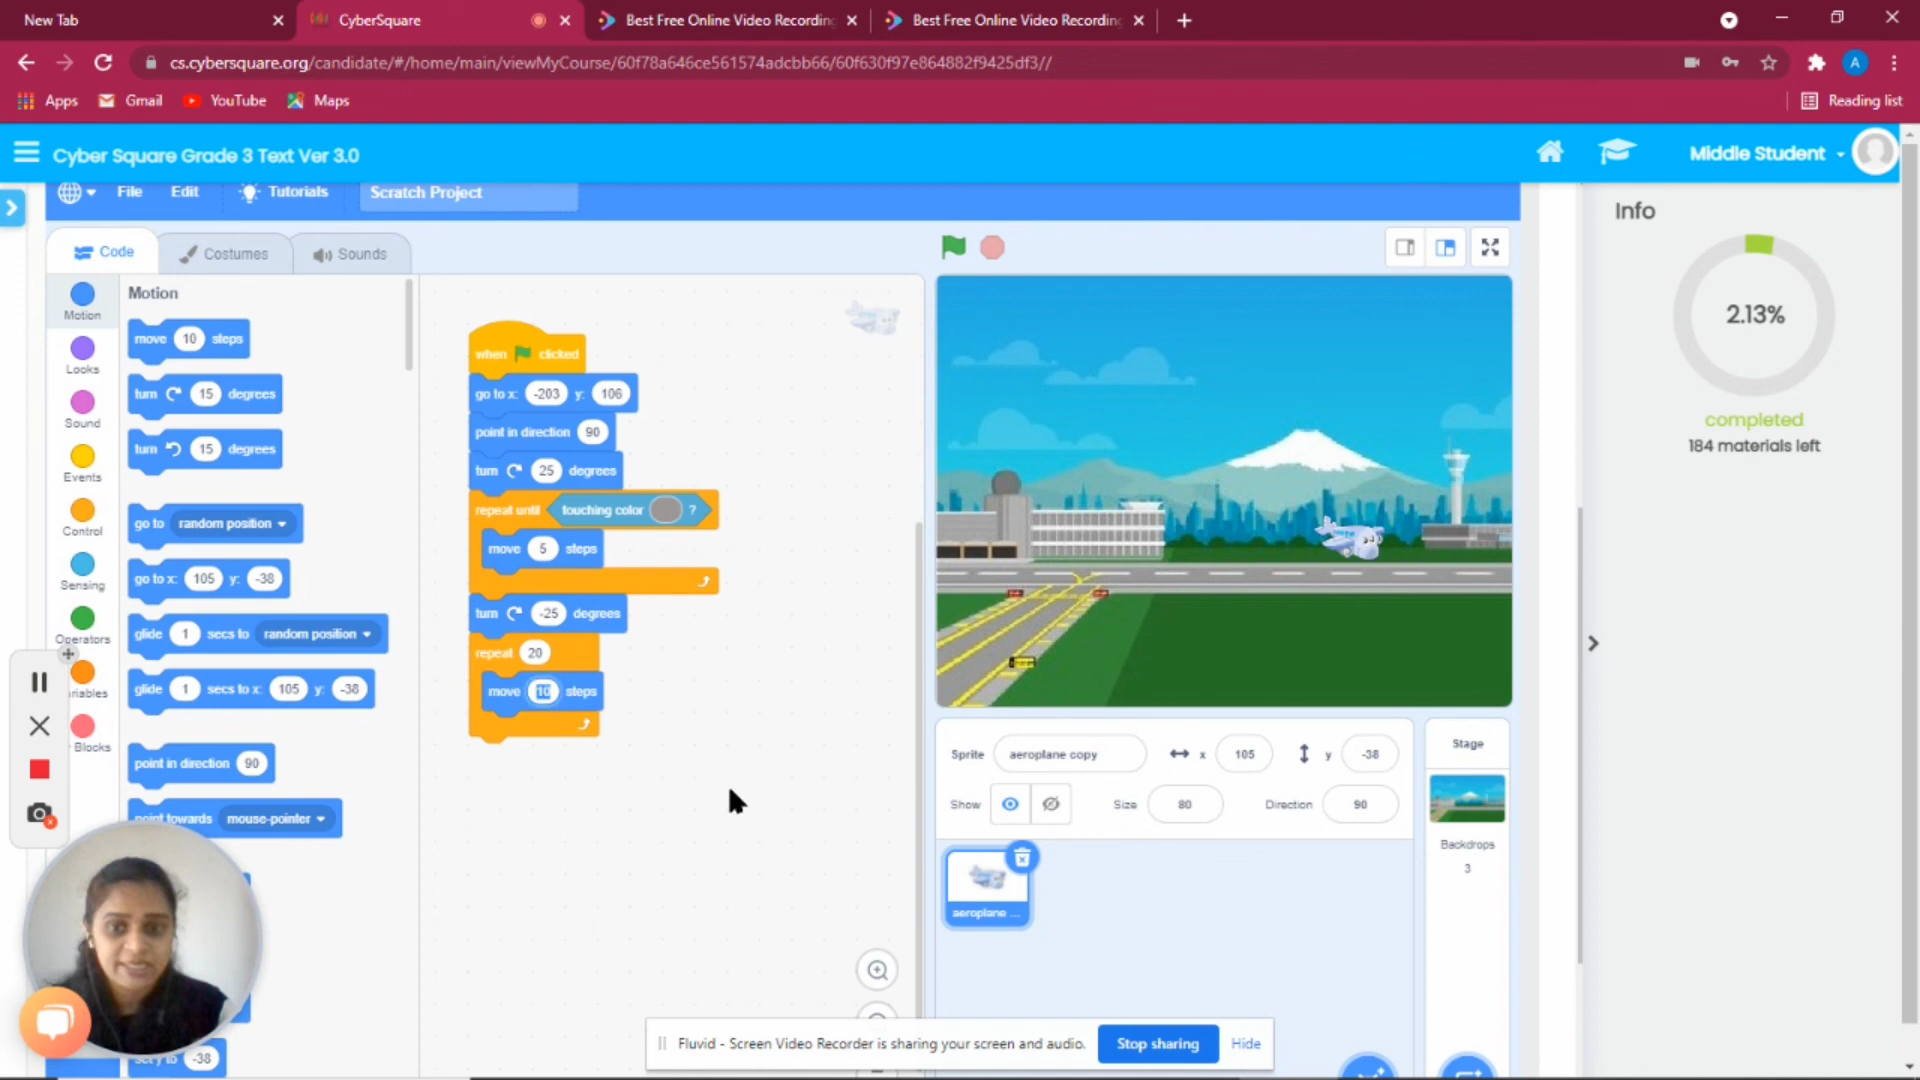 New Tab
CyberSquare
Best Free Online Video Recording
Best Free Online Video Recording
cs.cybersquare.org/candidate/#/home/main/viewMyCourse/60f78a646ce561574adcbb66/60f630f97e864882f9425df3//
A
Apps
Gmail
YouTube
Maps
Reading list
Cyber Square Grade 3 Text Ver 3.0
Middle Student
File
Edit
Tutorials
Scratch Project
Info
Code
Costumes
Sounds
Motion
Looks
Sound
Events
Control
Sensing
Operators
riables
Blocks
Motion
move 10 steps
turn 15 degrees
turn 15 degrees
go to random position
go to x: 105 y: -38
glide 1 secs to random position
glide 1 secs to x: 105 y: -38
point in direction 90
point towards mouse-pointer
set y to -38
when clicked
go to x: -203 y: 106
point in direction 90
turn 25 degrees
repeat until touching color ?
move 5 steps
turn -25 degrees
repeat 20
move 10 steps
2.13%
completed
184 materials left
Sprite aeroplane copy x 105 y -38
Show Size 80 Direction 90
aeroplane ...
Stage
Backdrops
3
Fluvid - Screen Video Recorder is sharing your screen and audio.
Stop sharing
Hide